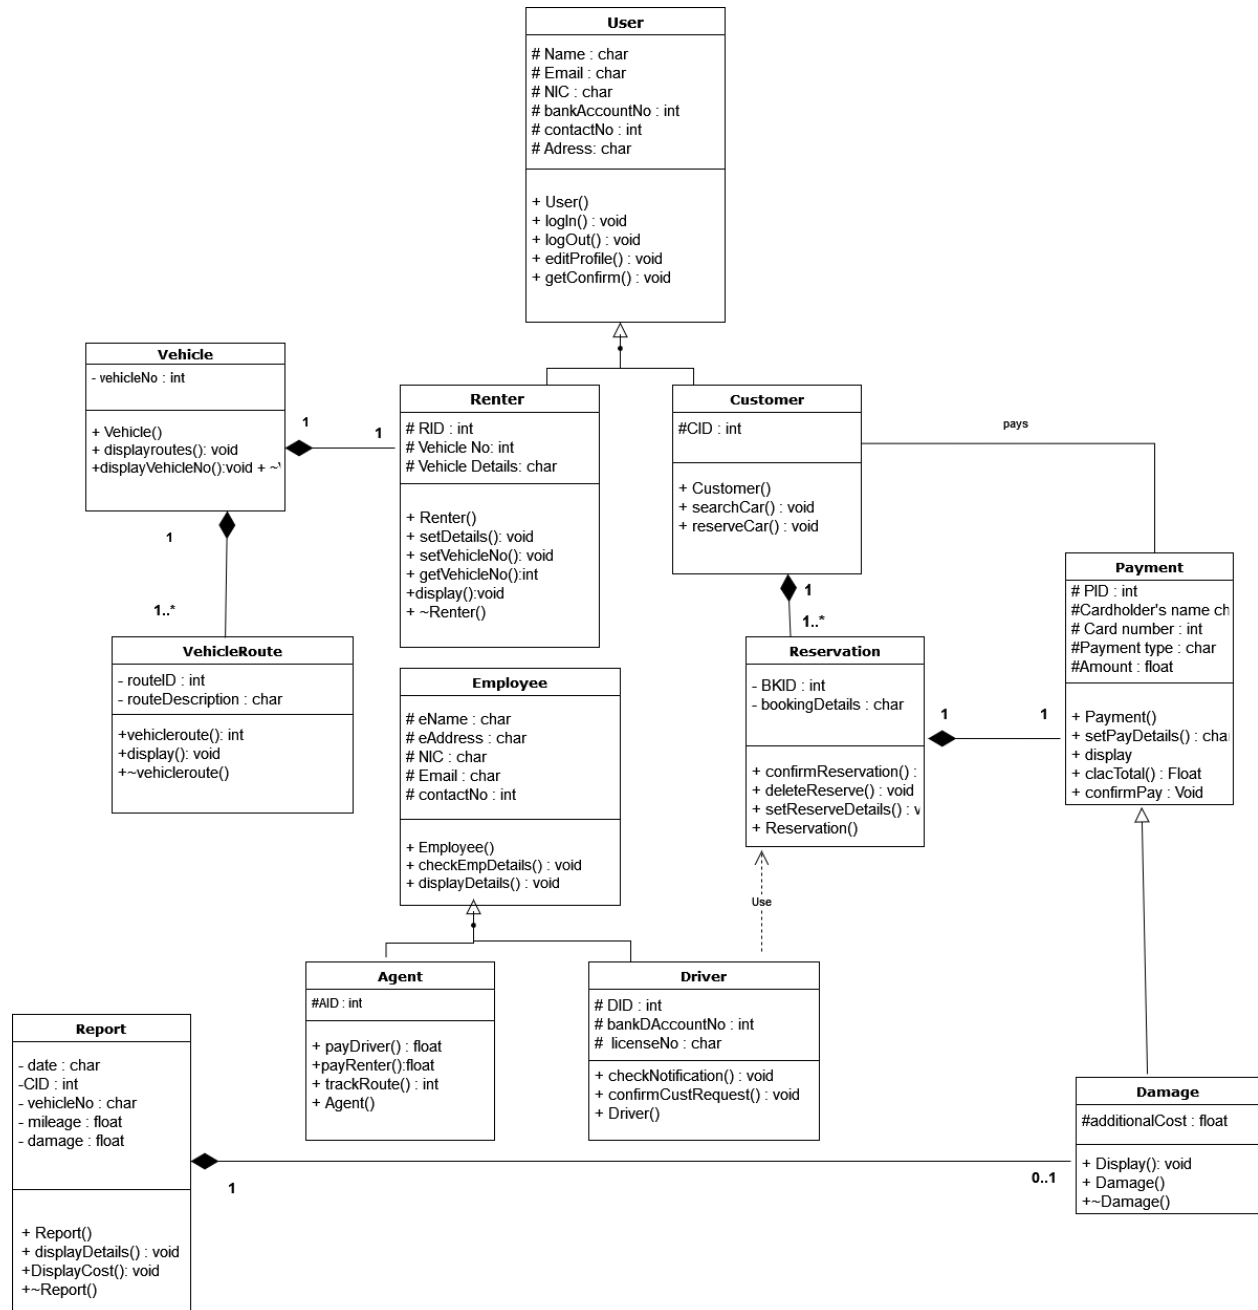 User
# Name : char
# Email : char
# NIC : char
# bankAccountNo : int
# contactNo : int
# Adress: char
+ User()
+ logIn() : void
+ logOut() : void
+ editProfile() : void
+ getConfirm() : void
Vehicle
- vehicleNo : int
+ Vehicle()
+ displayroutes(): void
+displayVehicleNo():void + ~
1
1
Renter
# RID : int
# Vehicle No: int
# Vehicle Details: char
+ Renter()
+ setDetails(): void
+ setVehicleNo(): void
+ getVehicleNo():int
+display():void
+ ~Renter()
Customer
#CID : int
+ Customer()
+ searchCar() : void
+ reserveCar() : void
pays
1
1..*
VehicleRoute
- routeID : int
- routeDescription : char
+vehicleroute(): int
+display(): void
+~vehicleroute()
1
1..*
Payment
# PID : int
#Cardholder's name ch
# Card number : int
#Payment type : char
#Amount : float
+ Payment()
+ setPayDetails() : cha
+ display
+ clacTotal() : Float
+ confirmPay : Void
Reservation
- BKID : int
- bookingDetails : char
+ confirmReservation() :
+ deleteReserve() : void
+ setReserveDetails() : v
+ Reservation()
1
1
Employee
# eName : char
# eAddress : char
# NIC : char
# Email : char
# contactNo : int
+ Employee()
+ checkEmpDetails() : void
+ displayDetails() : void
Use
Agent
#AID : int
+ payDriver() : float
+payRenter():float
+ trackRoute() : int
+ Agent()
Driver
# DID : int
# bankDAccountNo : int
# licenseNo : char
+ checkNotification() : void
+ confirmCustRequest() : void
+ Driver()
Report
- date : char
-CID : int
- vehicleNo : char
- mileage : float
- damage : float
+ Report()
+ displayDetails() : void
+DisplayCost(): void
+~Report()
1
0..1
Damage
#additionalCost : float
+ Display(): void
+ Damage()
+~Damage()